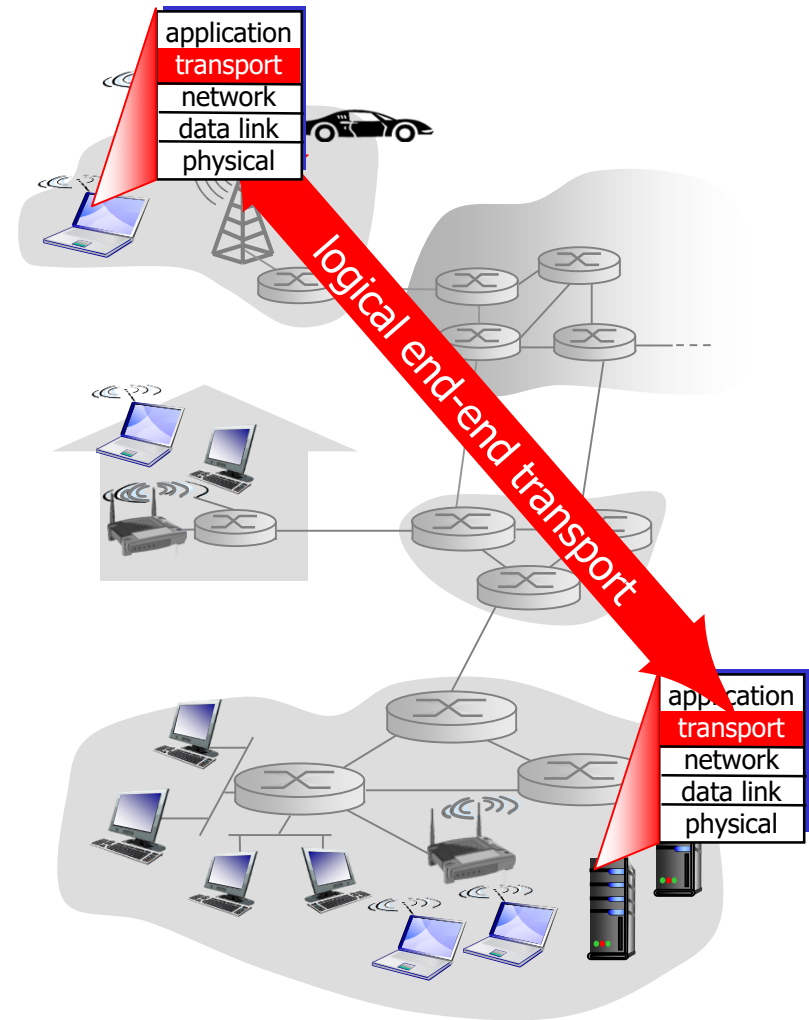 application
transport
network
data link
physical
logical end-end transport
application
transport
network
data link
physical